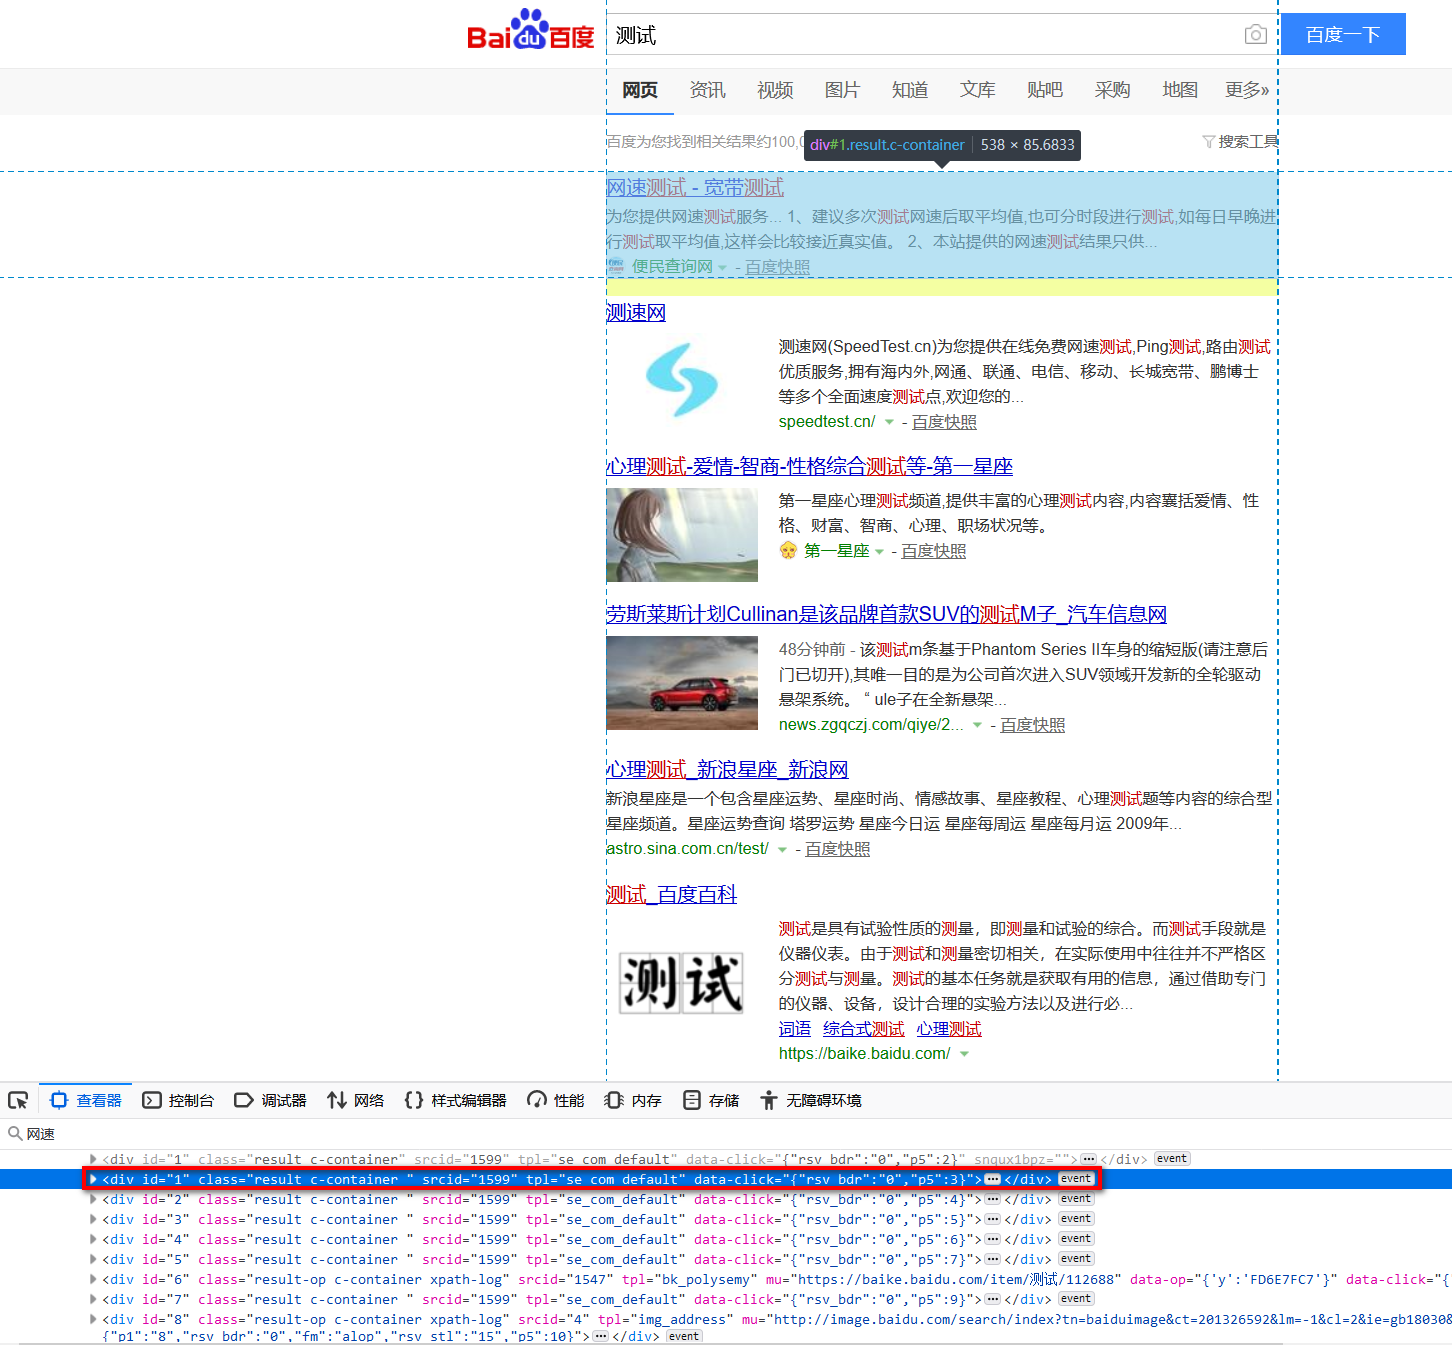 Baidu百度
测试
百度一下
网页 资讯 视频 图片 知道 文库 贴吧 采购 地图 更多»
百度为您找到相关结果约100,0
div#1.result.c-container 538 × 85.6833
搜索工具
网速测试 - 宽带测试
为您提供网速测试服务... 1、建议多次测试网速后取平均值,也可分时段进行测试,如每日早晚进
行测试取平均值,这样会比较接近真实值。 2、本站提供的网速测试结果只供...
便民查询网 - 百度快照
测速网
测速网(SpeedTest.cn)为您提供在线免费网速测试,Ping测试,路由测试
优质服务,拥有海内外,网通、联通、电信、移动、长城宽带、鹏博士
等多个全面速度测试点,欢迎您的...
speedtest.cn/ - 百度快照
心理测试-爱情-智商-性格综合测试等-第一星座
第一星座心理测试频道,提供丰富的心理测试内容,内容囊括爱情、性
格、财富、智商、心理、职场状况等。
第一星座 - 百度快照
劳斯莱斯计划Cullinan是该品牌首款SUV的测试M子_汽车信息网
48分钟前 - 该测试m条基于Phantom Series II车身的缩短版(请注意后
门已切开),其唯一目的是为公司首次进入SUV领域开发新的全轮驱动
悬架系统。 “ ule子在全新悬架...
news.zgqczj.com/qiye/2... - 百度快照
心理测试_新浪星座_新浪网
新浪星座是一个包含星座运势、星座时尚、情感故事、星座教程、心理测试题等内容的综合型
星座频道。星座运势查询 塔罗运势 星座今日运 星座每周运 星座每月运 2009年...
astro.sina.com.cn/test/ - 百度快照
测试_百度百科
测试
测试是具有试验性质的测量，即测量和试验的综合。而测试手段就是
仪器仪表。由于测试和测量密切相关，在实际使用中往往并不严格区
分测试与测量。测试的基本任务就是获取有用的信息，通过借助专门
的仪器、设备，设计合理的实验方法以及进行必...
词语 综合式测试 心理测试
https://baike.baidu.com/
查看器 控制台 调试器 网络 样式编辑器 性能 内存 存储 无障碍环境
网速
<div id="1" class="result c-container" srcid="1599" tpl="se_com_default" data-click="{"rsv_bdr":"0","p5":2}" snqux1bpz="">···</div> event
<div id="1" class="result c-container " srcid="1599" tpl="se_com_default" data-click="{"rsv_bdr":"0","p5":3}">···</div> event
<div id="2" class="result c-container " srcid="1599" tpl="se_com_default" data-click="{"rsv_bdr":"0","p5":4}">···</div> event
<div id="3" class="result c-container " srcid="1599" tpl="se_com_default" data-click="{"rsv_bdr":"0","p5":5}">···</div> event
<div id="4" class="result c-container " srcid="1599" tpl="se_com_default" data-click="{"rsv_bdr":"0","p5":6}">···</div> event
<div id="5" class="result c-container " srcid="1599" tpl="se_com_default" data-click="{"rsv_bdr":"0","p5":7}">···</div> event
<div id="6" class="result-op c-container xpath-log" srcid="1547" tpl="bk_polysemy" mu="https://baike.baidu.com/item/测试/112688" data-op="{'y':'FD6E7FC7'}" data-click="{
<div id="7" class="result c-container " srcid="1599" tpl="se_com_default" data-click="{"rsv_bdr":"0","p5":9}">···</div> event
<div id="8" class="result-op c-container xpath-log" srcid="4" tpl="img_address" mu="http://image.baidu.com/search/index?tn=baiduimage&ct=201326592&lm=-1&cl=2&ie=gb18030&
{"p1":"8","rsv_bdr":"0","fm":"alop","rsv_stl":"15","p5":10}">···</div> event